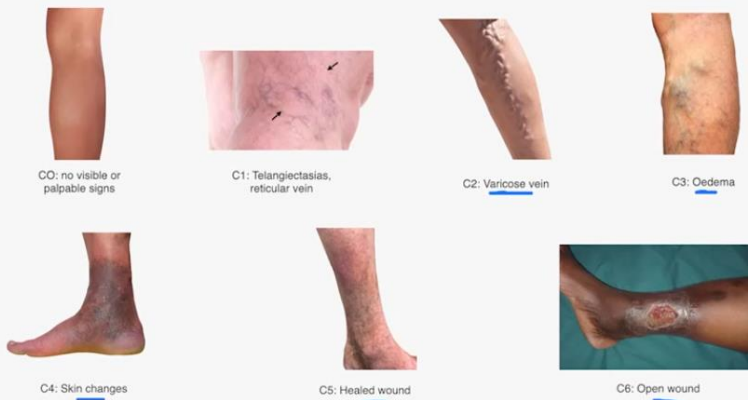 CO: no visible or
palpable signs
C1: Telangiectasias,
reticular vein
C2: Varicose vein
C3: Oedema
C4: Skin changes
C5: Healed wound
C6: Open wound